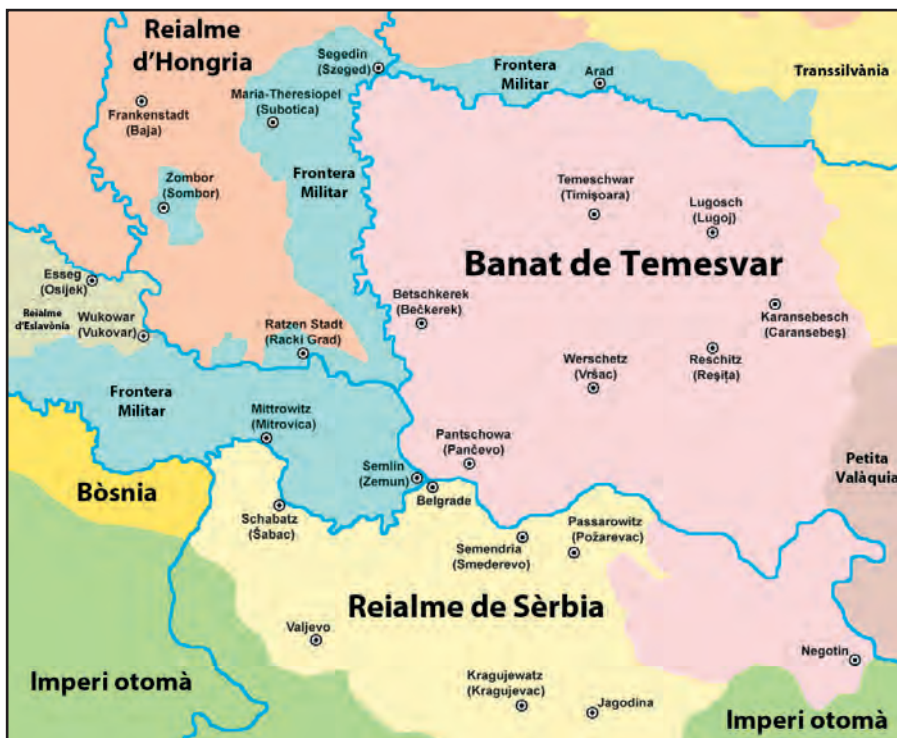 Reialme
d'Hongria
Segedin
(Szeged)
Frontera
Militar
Arad
Transsilvània
Maria-Theresiopel
(Subotica)
Frankenstadt
(Baja)
Zombor
(Sombor)
Frontera
Militar
Temeschwar
(Timişoara)
Lugosch
(Lugoj)
Banat de Temesvar
Esseg
(Osijek)
Reialme
d'Eslavònia
Wukowar
(Vukovar)
Ratzen Stadt
(Racki Grad)
Betschkerek
(Bečkerek)
Karansebesch
(Caransebeş)
Werschetz
(Vršac)
Reschitz
(Reşiţa)
Frontera
Militar
Mittrowitz
(Mitrovica)
Pantschowa
(Pančevo)
Petita
Valàquia
Bòsnia
Semlin
(Zemun)
Belgrade
Schabatz
(Šabac)
Semendria
(Smederevo)
Passarowitz
(Požarevac)
Reialme de Sèrbia
Valjevo
Negotin
Imperi otomà
Kragujewatz
(Kragujevac)
Jagodina
Imperi otomà